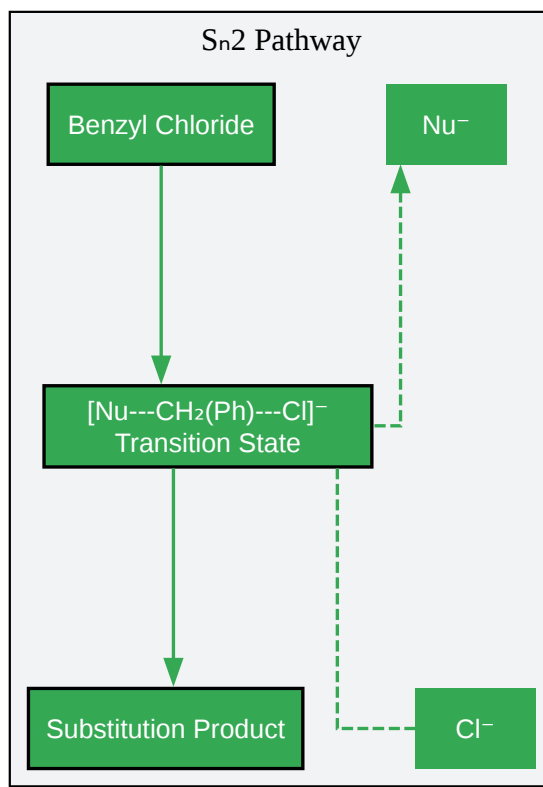 Sₙ2 Pathway
Benzyl Chloride
Nu⁻
[Nu---CH₂(Ph)---Cl]⁻
Transition State
Substitution Product
Cl⁻